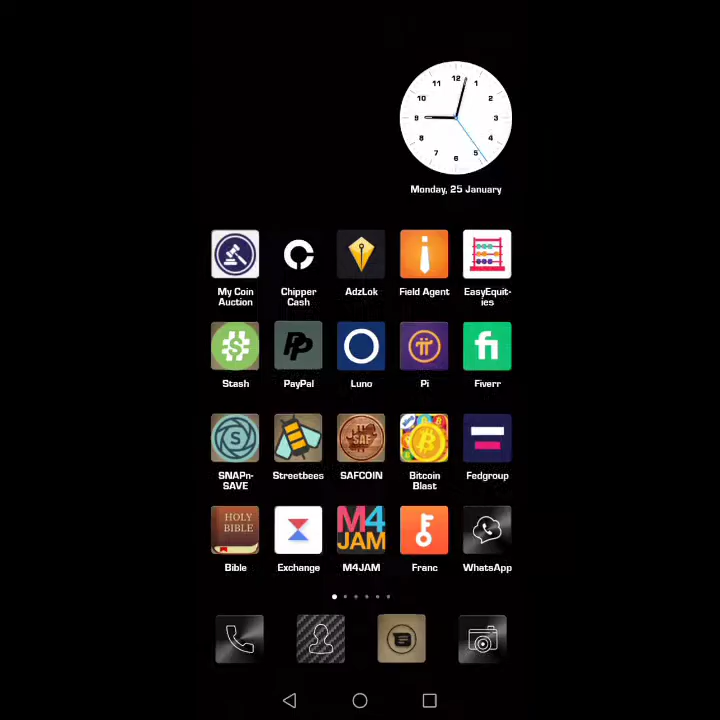 12
11 1
10 2
9 3
8 4
7 5
6
Monday, 25 January
My Coin
Auction
Chipper
Cash
AdzLok
Field Agent
EasyEquit-
ies
Stash
PayPal
Luno
Pi
Fiverr
fi
S
SAF
SNAPn-
SAVE
Streetbees
SAFCOIN
Bitcoin
Blast
Fedgroup
HOLY
BIBLE
M4
JAM
Bible
Exchange
M4JAM
Franc
WhatsApp